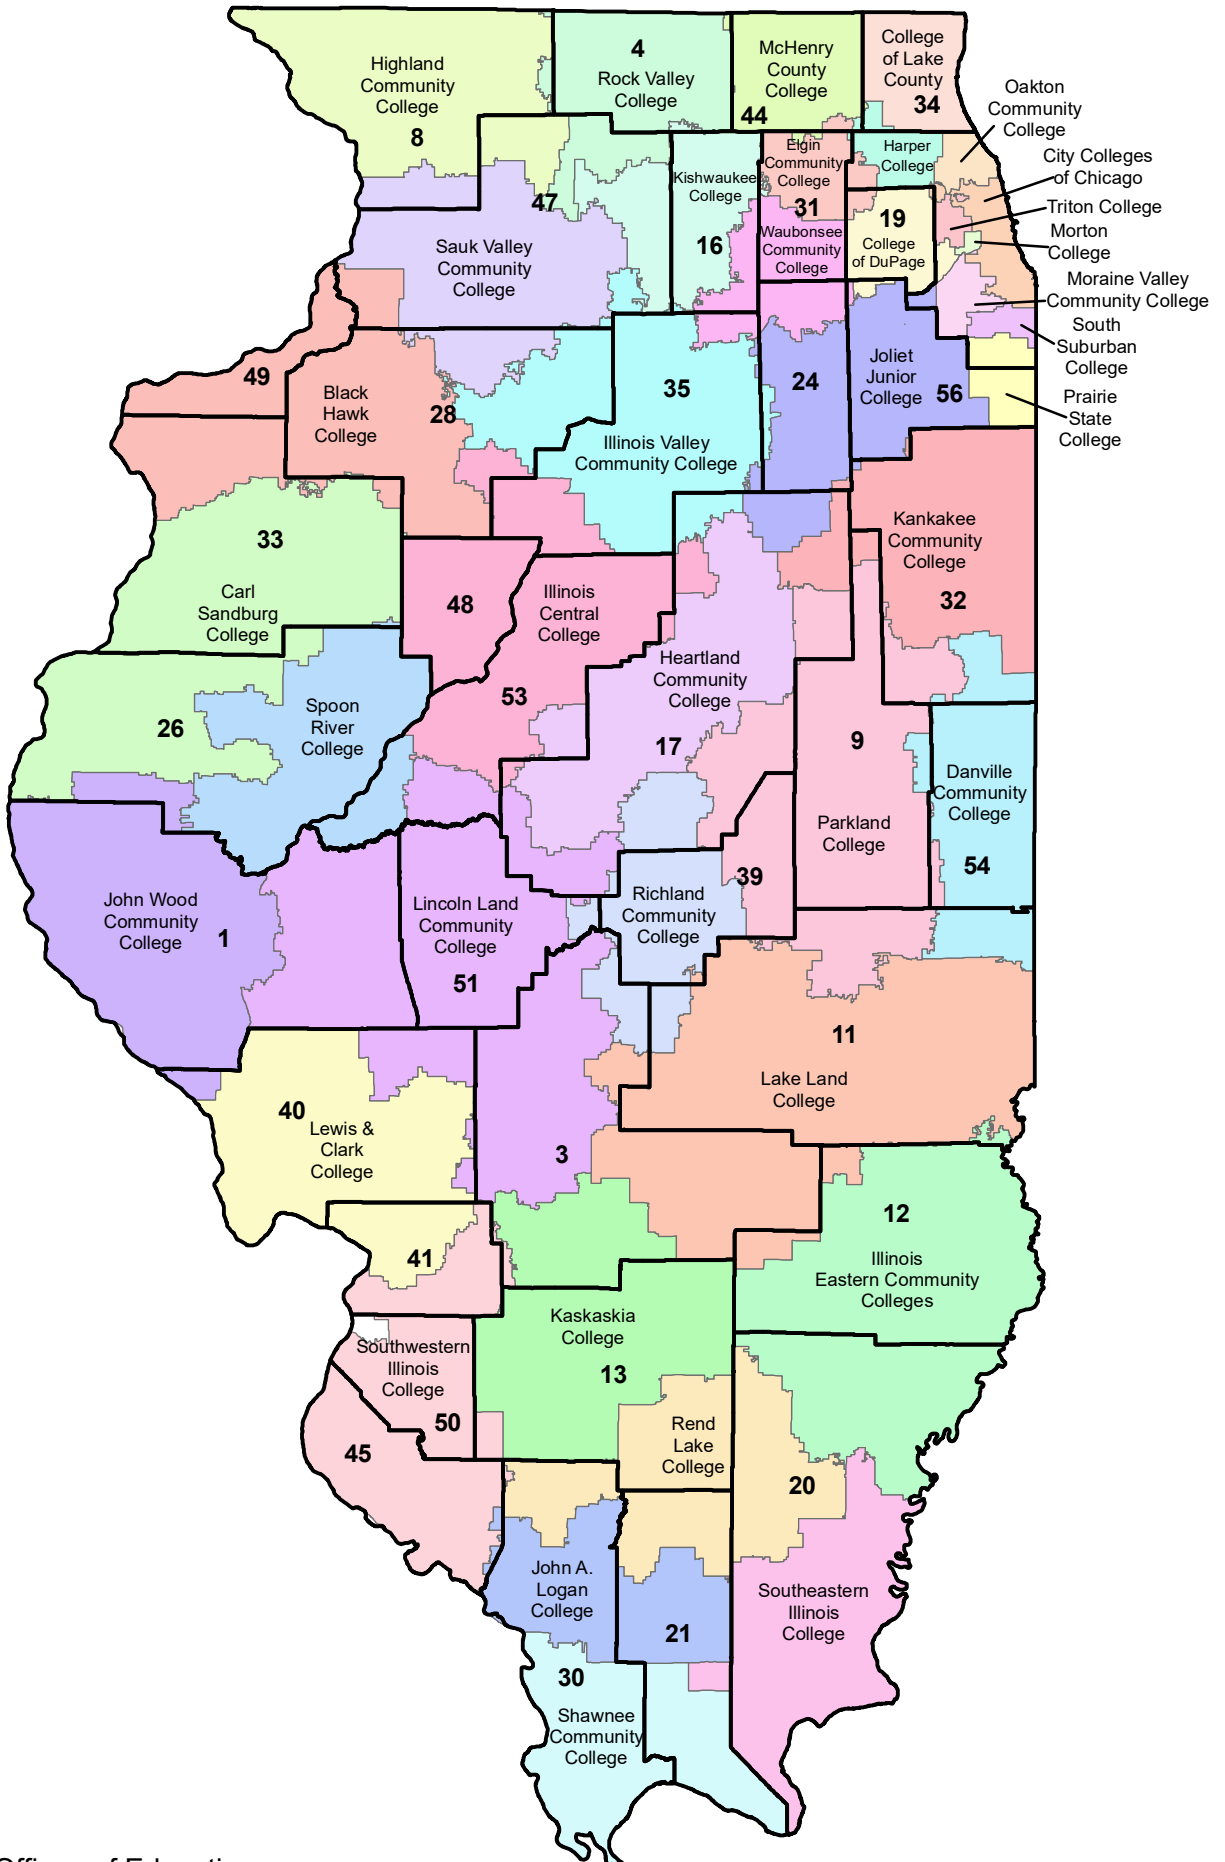 Highland
Community
College
8
4
Rock Valley
College
McHenry
County
College
44
College
of Lake
County
34
Oakton
Community
College
City Colleges
of Chicago
Triton College
Morton
College
Moraine Valley
Community College
South
Suburban
College
Prairie
State
College
Elgin
Community
College
31
Harper
College
Kishwaukee
College
16
Waubonsee
Community
College
19
College
of DuPage
47
Sauk Valley
Community
College
49
Black
Hawk
College
28
35
Illinois Valley
Community College
24
Joliet
Junior
College
56
33
Carl
Sandburg
College
48
Illinois
Central
College
53
Kankakee
Community
College
32
26
Spoon
River
College
Heartland
Community
College
17
9
Parkland
College
Danville
Community
College
54
John Wood
Community
College
1
Lincoln Land
Community
College
51
Richland
Community
College
39
11
Lake Land
College
40
Lewis &
Clark
College
3
12
Illinois
Eastern Community
Colleges
41
Kaskaskia
College
13
Southwestern
Illinois
College
50
45
Rend
Lake
College
20
John A.
Logan
College
21
Southeastern
Illinois
College
30
Shawnee
Community
College